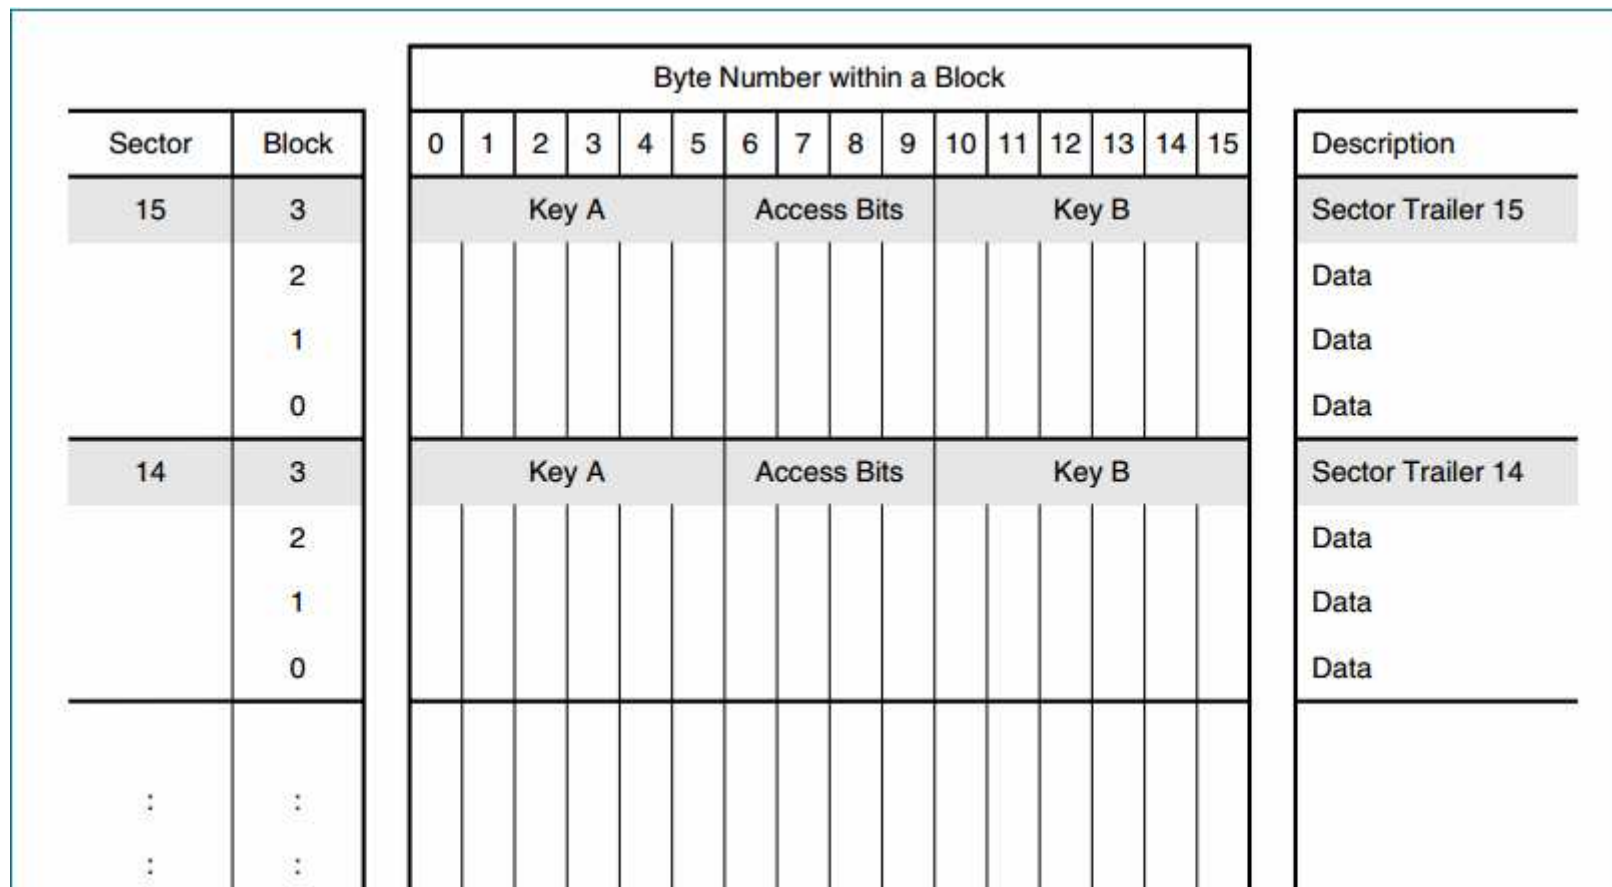 Byte Number within a Block
Sector Block 0 1 2 3 4 5 6 7 8 9 10 11 12 13 14 15 Description
15 3 Key A Access Bits Key B Sector Trailer 15
2 Data
1 Data
0 Data
14 3 Key A Access Bits Key B Sector Trailer 14
2 Data
1 Data
0 Data
: :
: :